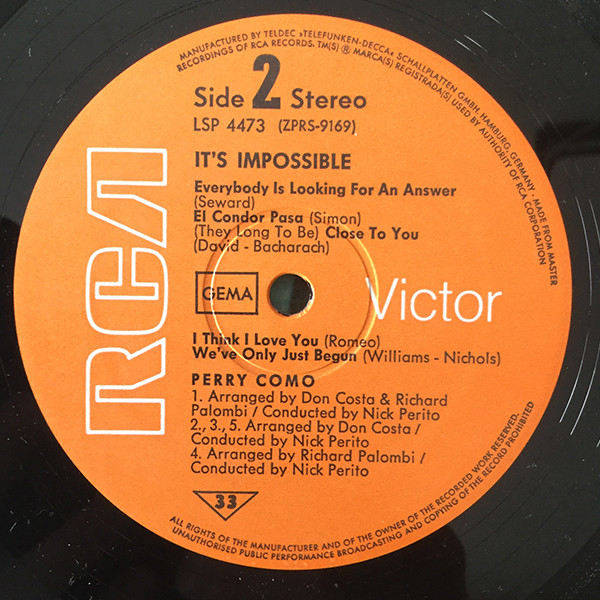 MANUFACTURED BY TELDEC »TELEFUNKEN-DECCA« SCHALLPLATTEN GMBH, HAMBURG, GERMANY · MADE FROM MASTER
RECORDINGS OF RCA RECORDS. TM(S) ® MARCA(S) REGISTRADA(S) USED BY AUTHORITY OF RCA CORPORATION
Side 2 Stereo
LSP 4473 (ZPRS-9169)
IT'S IMPOSSIBLE
Everybody Is Looking For An Answer
(Seward)
El Condor Pasa (Simon)
(They Long To Be) Close To You
(David - Bacharach)
RCA
GEMA
Victor
I Think I Love You (Romeo)
We've Only Just Begun (Williams - Nichols)
PERRY COMO
1. Arranged by Don Costa & Richard
Palombi / Conducted by Nick Perito
2., 3., 5. Arranged by Don Costa /
Conducted by Nick Perito
4. Arranged by Richard Palombi /
Conducted by Nick Perito
33
ALL RIGHTS OF THE MANUFACTURER AND OF THE OWNER OF THE RECORDED WORK RESERVED.
UNAUTHORISED PUBLIC PERFORMANCE BROADCASTING AND COPYING OF THE RECORD PROHIBITED